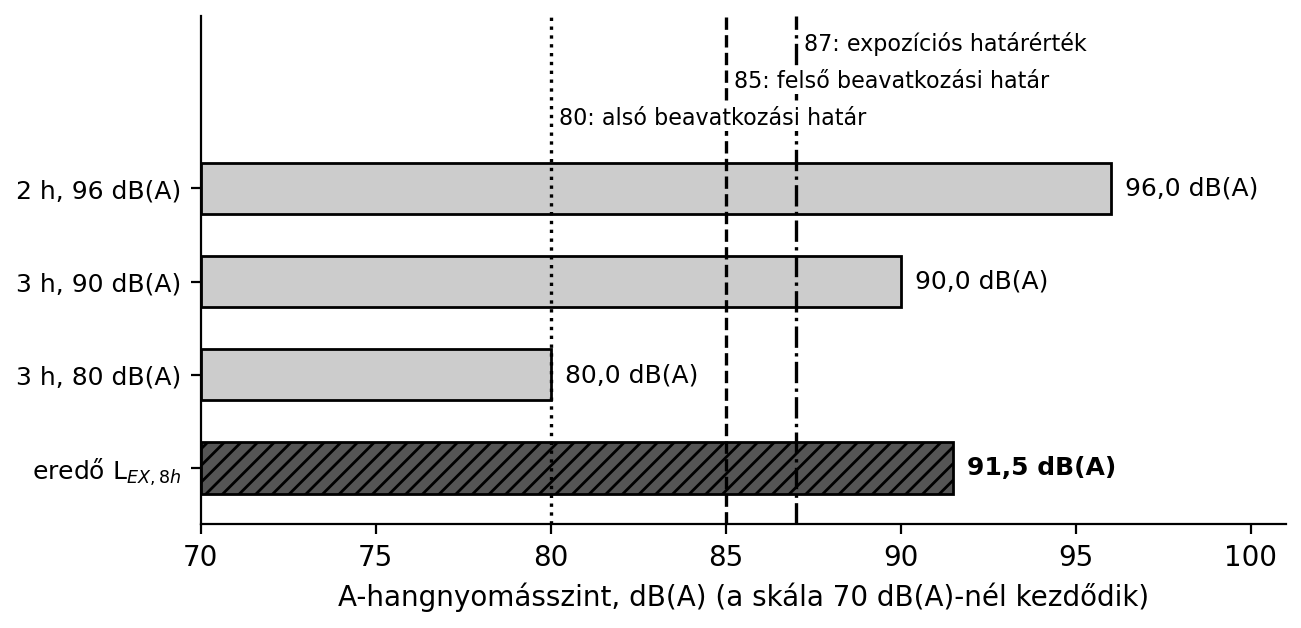 87: expozíciós határérték
85: felső beavatkozási határ
80: alsó beavatkozási határ
2 h, 96 dB(A) 96,0 dB(A)
3 h, 90 dB(A) 90,0 dB(A)
3 h, 80 dB(A) 80,0 dB(A)
eredő L_EX, 8h 91,5 dB(A)
70 75 80 85 90 95 100
A-hangnyomásszint, dB(A) (a skála 70 dB(A)-nél kezdődik)